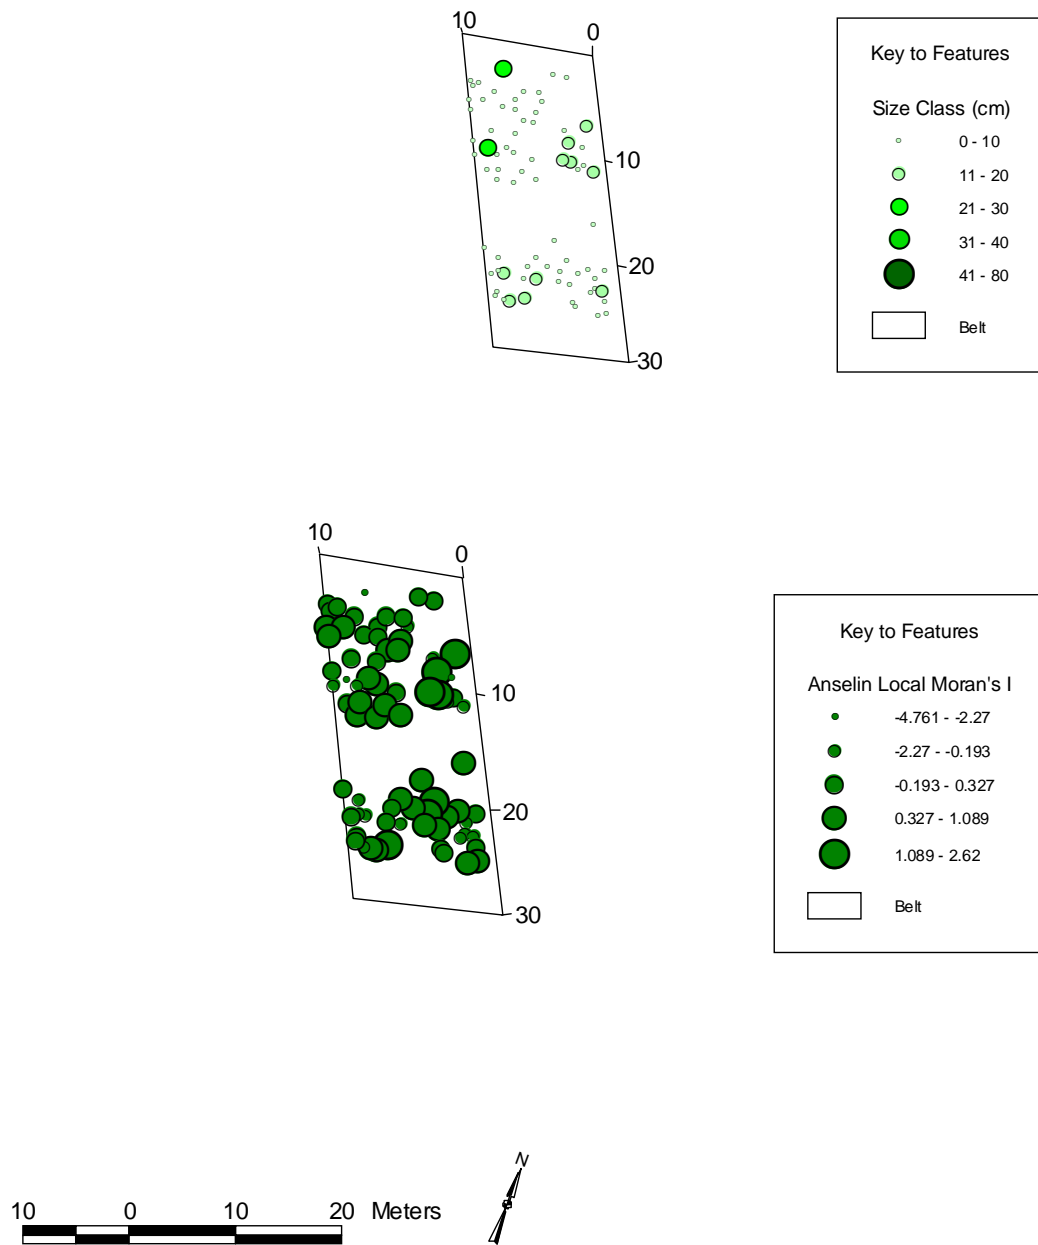 10
0
10
20
30
Key to Features
Size Class (cm)
0 - 10
11 - 20
21 - 30
31 - 40
41 - 80
Belt
10
0
10
20
30
Key to Features
Anselin Local Moran's I
-4.761 - -2.27
-2.27 - -0.193
-0.193 - 0.327
0.327 - 1.089
1.089 - 2.62
Belt
N
10 0 10 20 Meters